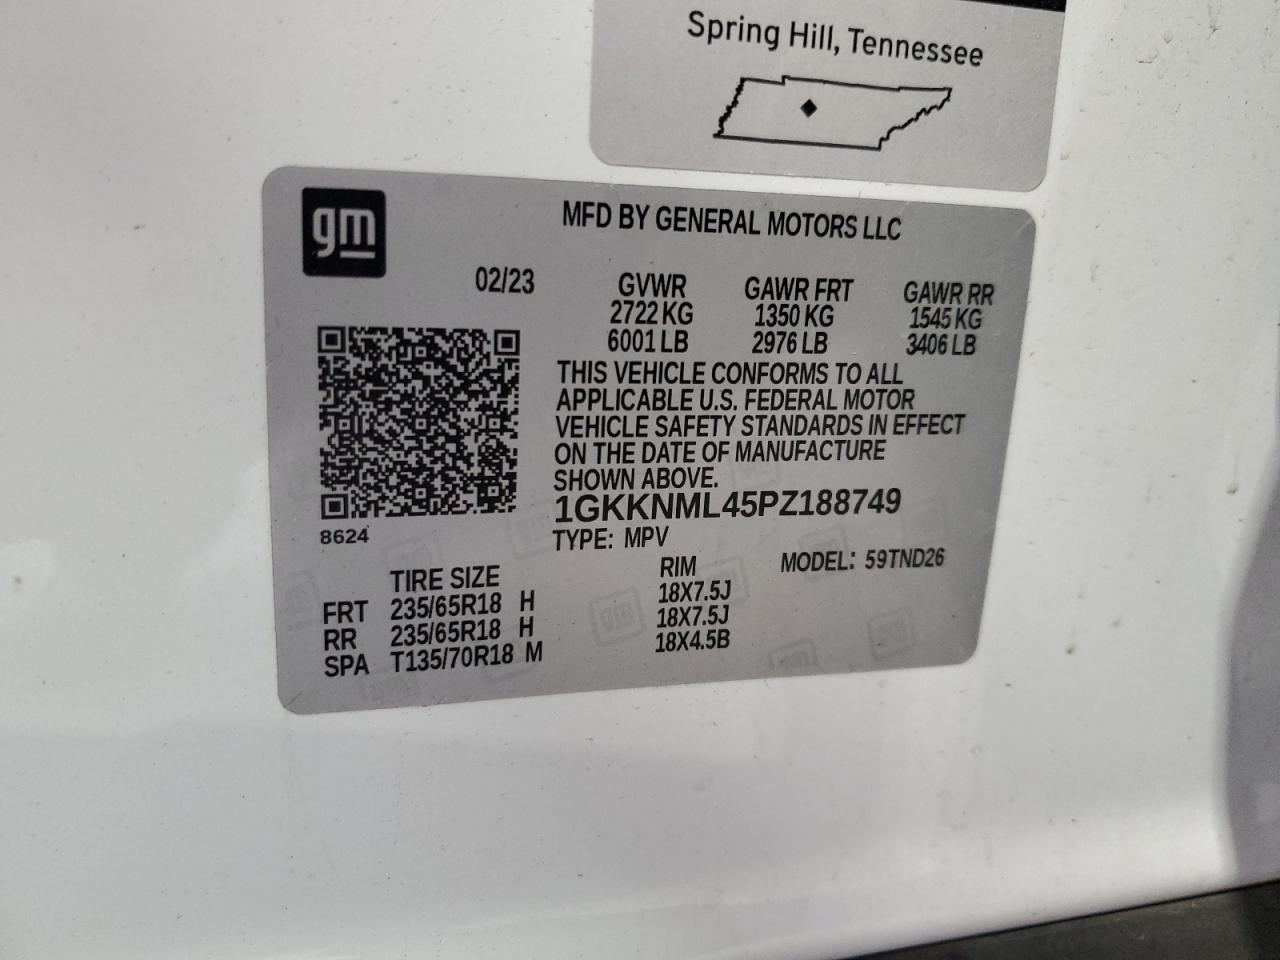 Spring Hill, Tennessee
gm
MFD BY GENERAL MOTORS LLC
02/23
GVWR GAWR FRT GAWR RR
2722 KG 1350 KG 1545 KG
6001 LB 2976 LB 3406 LB
THIS VEHICLE CONFORMS TO ALL
APPLICABLE U.S. FEDERAL MOTOR
VEHICLE SAFETY STANDARDS IN EFFECT
ON THE DATE OF MANUFACTURE
SHOWN ABOVE.
1GKKNML45PZ188749
8624
TYPE: MPV
MODEL: 59TND26
TIRE SIZE RIM
FRT 235/65R18 H 18X7.5J
RR 235/65R18 H 18X7.5J
SPA T135/70R18 M 18X4.5B